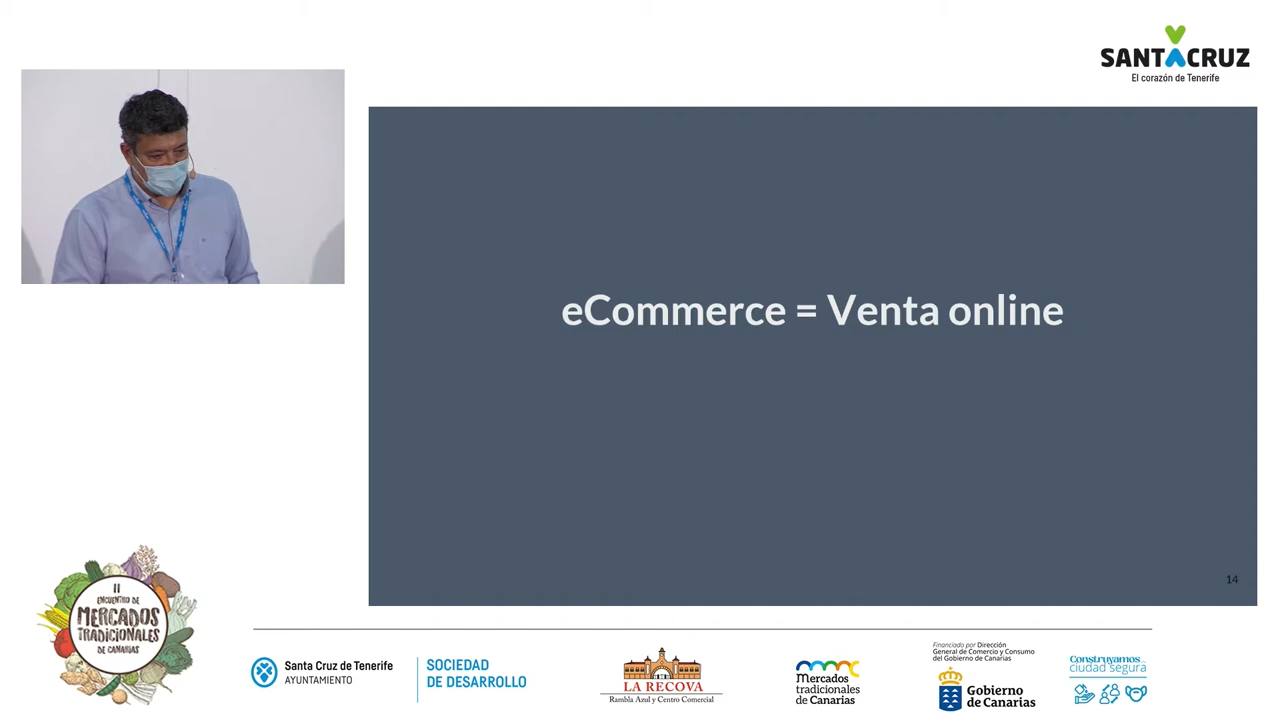 SANTACRUZ
El corazón de Tenerife
eCommerce = Venta online
14
II
ENCUENTRO DE
MERCADOS
TRADICIONALES
DE CANARIAS
Santa Cruz de Tenerife
AYUNTAMIENTO
SOCIEDAD
DE DESARROLLO
LA RECOVA
Rambla Azul y Centro Comercial
Mercados
tradicionales
de Canarias
Financiado por Dirección
General de Comercio y Consumo
del Gobierno de Canarias
Gobierno
de Canarias
Construyamos...
ciudad segura